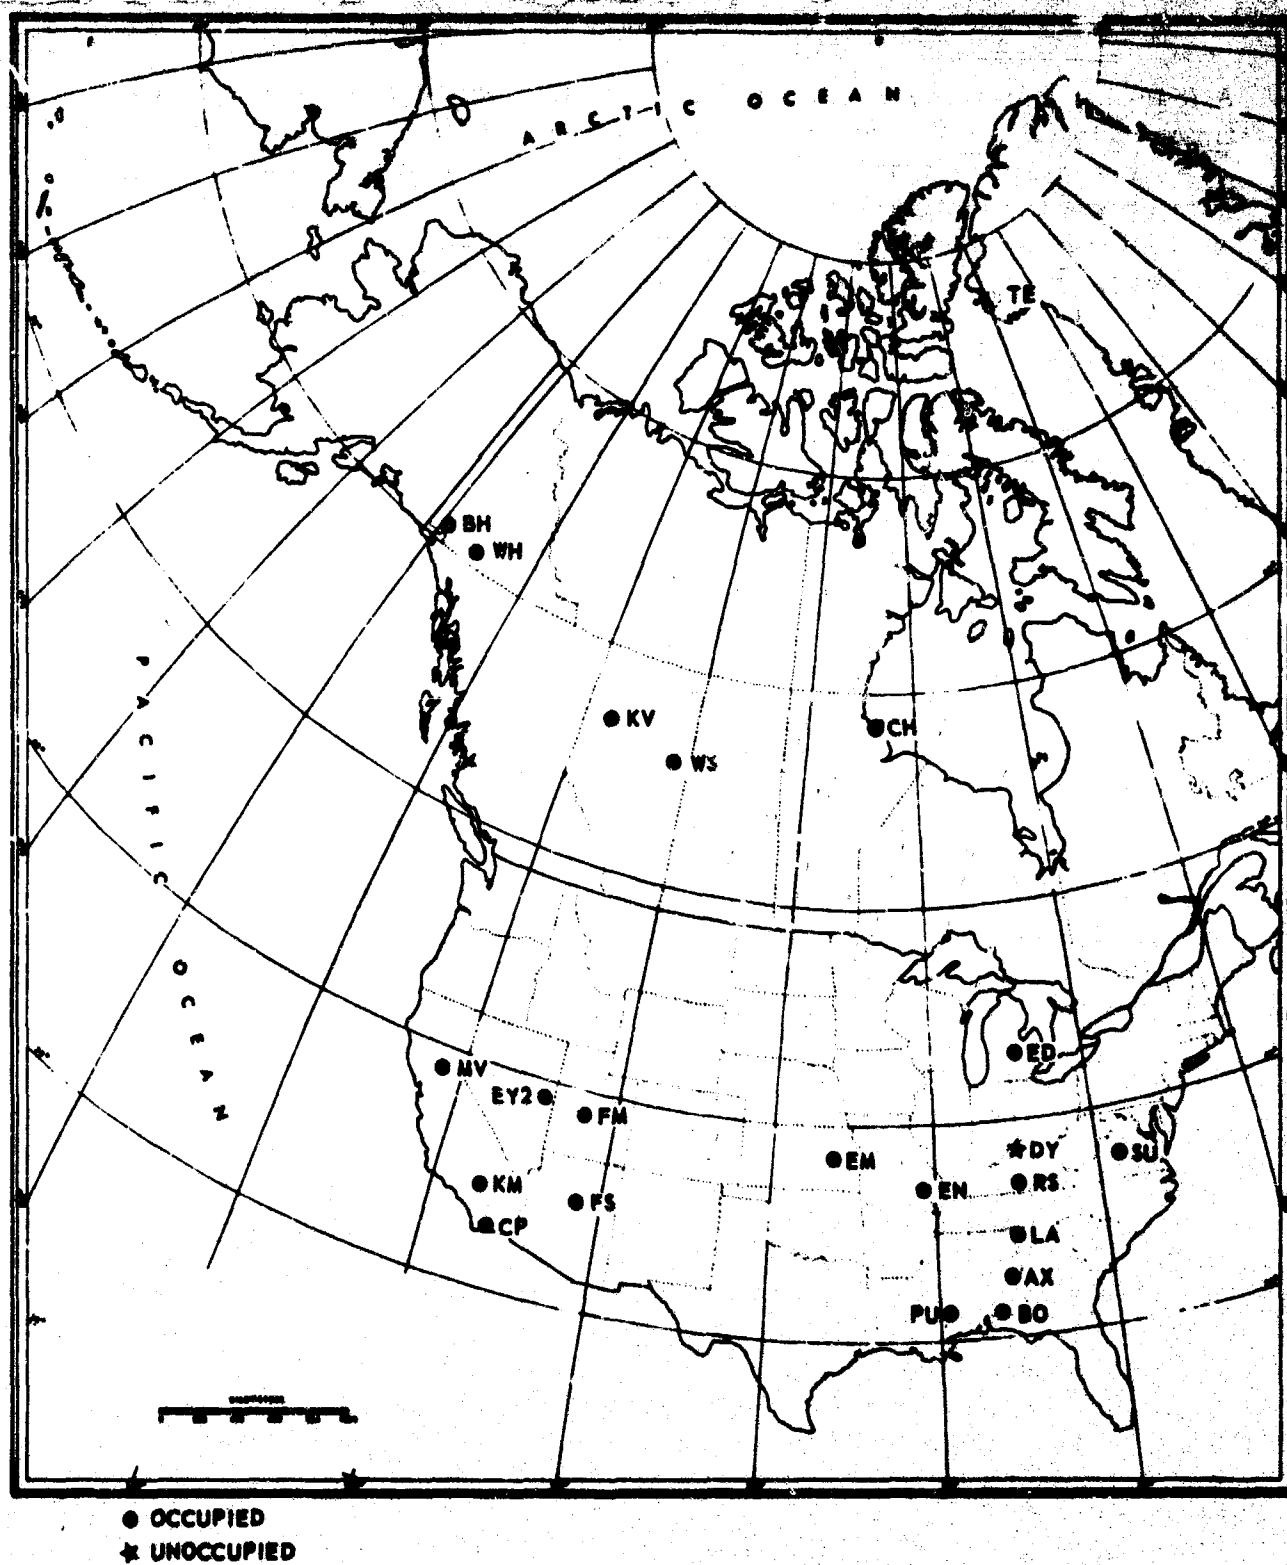 ARCTIC OCEAN
TE
BH
WH
PACIFIC OCEAN
KV
WS
CH
MV
EY2
FM
ED
EM
DY
SU
KM
FS
EN
RS
CP
LA
AX
PU
BO
OCCUPIED
UNOCCUPIED